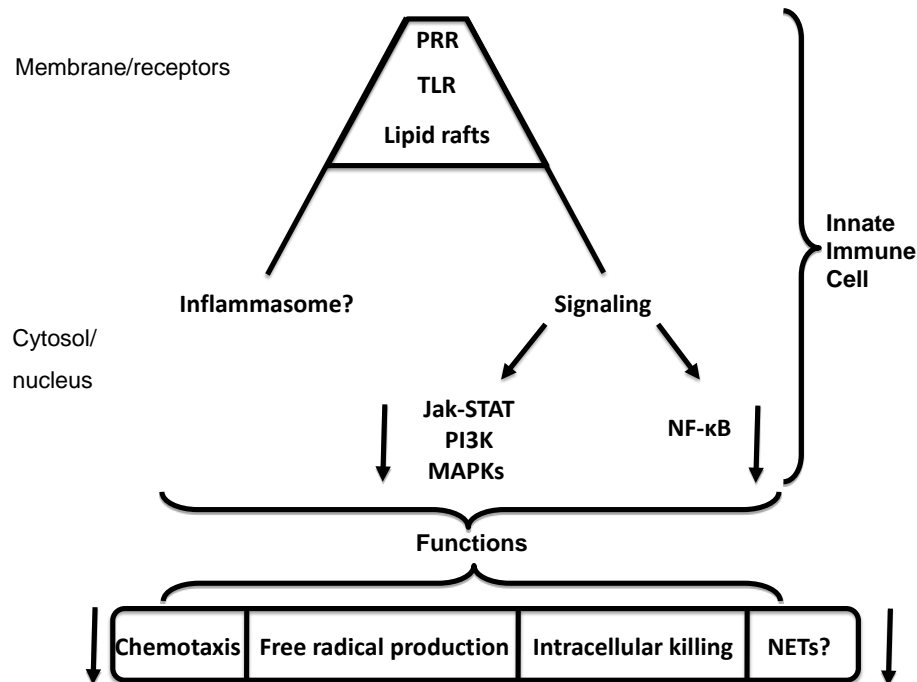 PRR
Membrane/receptors
TLR
Lipid rafts
Innate
Immune
Cell
Inflammasome?
Signaling
Cytosol/
nucleus
Jak-STAT
PI3K
MAPKs
NF-κB
Functions
Chemotaxis
Free radical production
Intracellular killing
NETs?